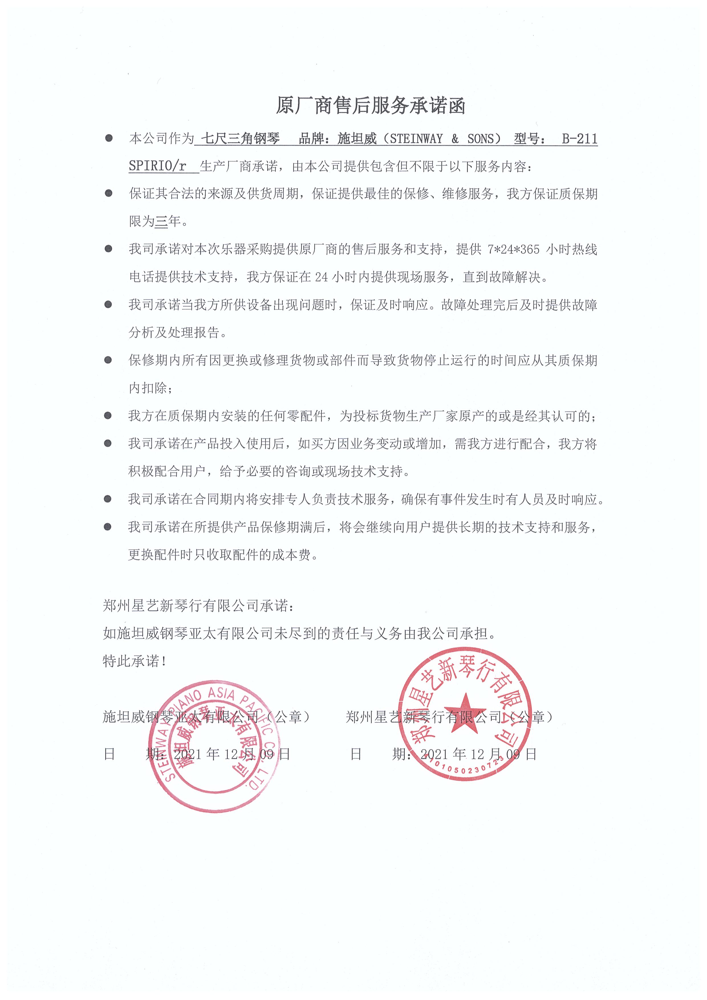 原厂商售后服务承诺函
● 本公司作为 七尺三角钢琴 品牌：施坦威（STEINWAY & SONS） 型号： B-211
SPIRIO/r 生产厂商承诺，由本公司提供包含但不限于以下服务内容：
● 保证其合法的来源及供货周期，保证提供最佳的保修、维修服务，我方保证质保期
限为三年。
● 我司承诺对本次乐器采购提供原厂商的售后服务和支持，提供 7*24*365 小时热线
电话提供技术支持，我方保证在 24 小时内提供现场服务，直到故障解决。
● 我司承诺当我方所供设备出现问题时，保证及时响应。故障处理完后及时提供故障
分析及处理报告。
● 保修期内所有因更换或修理货物或部件而导致货物停止运行的时间应从其质保期
内扣除；
● 我方在质保期内安装的任何零配件，为投标货物生产厂家原产的或是经其认可的；
● 我司承诺在产品投入使用后，如买方因业务变动或增加，需我方进行配合，我方将
积极配合用户，给予必要的咨询或现场技术支持。
● 我司承诺在合同期内将安排专人负责技术服务，确保有事件发生时有人员及时响应。
● 我司承诺在所提供产品保修期满后，将会继续向用户提供长期的技术支持和服务，
更换配件时只收取配件的成本费。
郑州星艺新琴行有限公司承诺：
如施坦威钢琴亚太有限公司未尽到的责任与义务由我公司承担。
特此承诺！
施坦威钢琴亚太有限公司（公章） 郑州星艺新琴行有限公司（公章）
日 期：2021 年 12 月 09 日 日 期：2021 年 12 月 09 日
STEINWAY PIANO ASIA PACIFIC CO., LTD.
施坦威钢琴亚太有限公司
郑州星艺新琴行有限公司
4101050230723